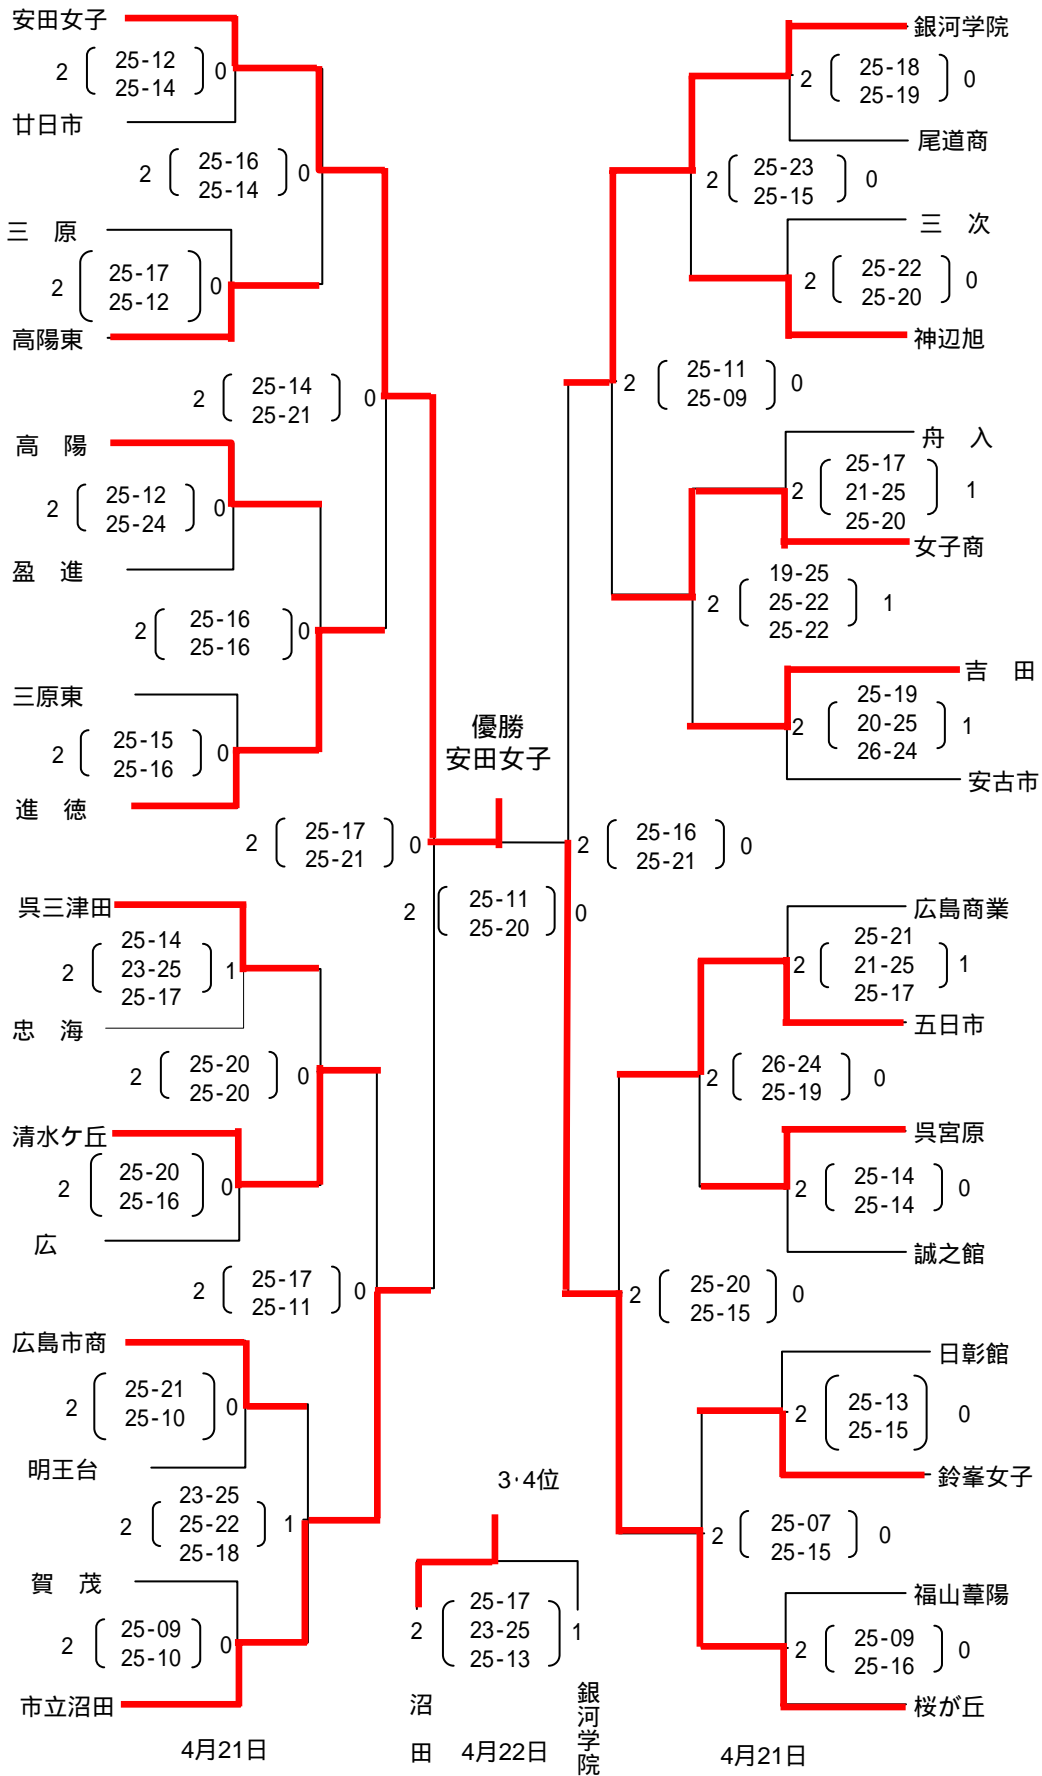 安田女子
2 25-12 0
25-14
廿日市
2 25-16 0
25-14
三 原
2 25-17 0
25-12
高陽東
2 25-14 0
25-21
高 陽
2 25-12 0
25-24
盈 進
2 25-16 0
25-16
三原東
2 25-15 0
25-16
進 徳
2 25-17 0
25-21
呉三津田
25-14
2 23-25 1
25-17
忠 海
2 25-20 0
25-20
清水ケ丘
2 25-20 0
25-16
広
2 25-17 0
25-11
広島市商
2 25-21 0
25-10
明王台
23-25
2 25-22 1
25-18
賀 茂
2 25-09 0
25-10
市立沼田
4月21日
優勝
安田女子
2 25-11 0
25-20
3・4位
25-17
2 23-25 1
25-13
沼田
銀河学院
4月22日
銀河学院
2 25-18 0
25-19
尾道商
2 25-23 0
25-15
三 次
2 25-22 0
25-20
神辺旭
2 25-11 0
25-09
舟 入
25-17
2 21-25 1
25-20
女子商
19-25
2 25-22 1
25-22
吉 田
25-19
2 20-25 1
26-24
安古市
2 25-16 0
25-21
広島商業
25-21
2 21-25 1
25-17
五日市
2 26-24 0
25-19
呉宮原
2 25-14 0
25-14
誠之館
2 25-20 0
25-15
日彰館
2 25-13 0
25-15
鈴峯女子
2 25-07 0
25-15
福山葦陽
2 25-09 0
25-16
桜が丘
4月21日